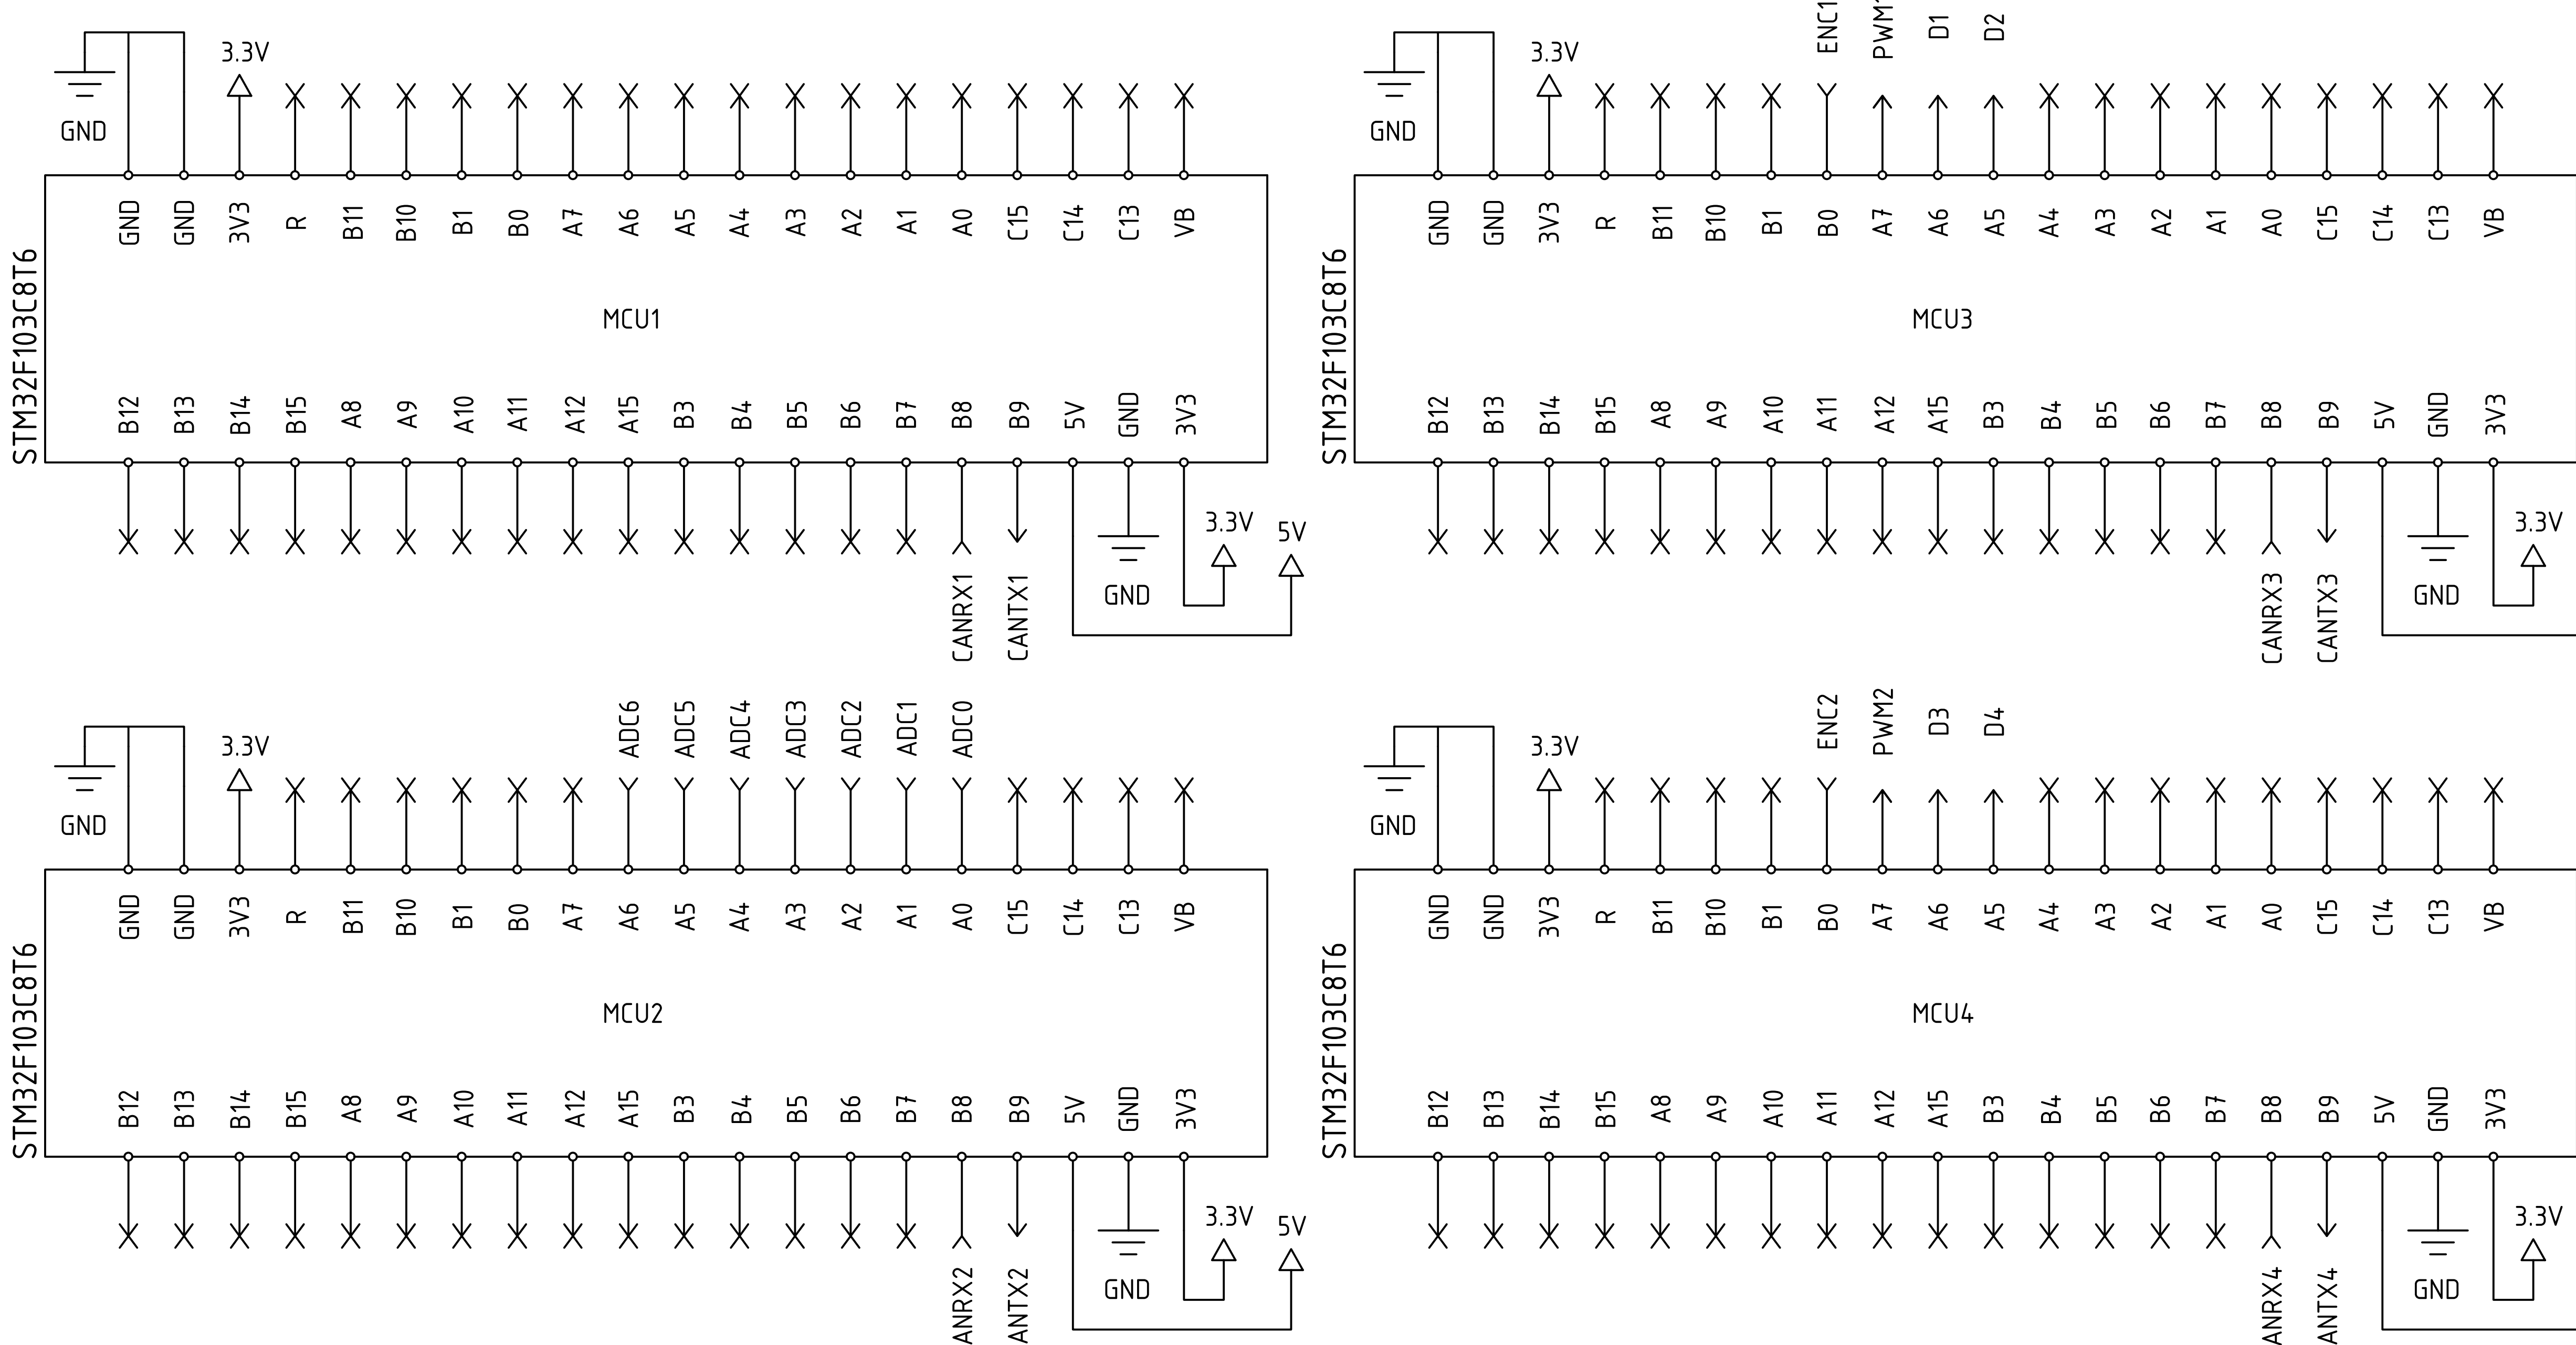 3.3V
GND
GND GND 3V3 R B11 B10 B1 B0 A7 A6 A5 A4 A3 A2 A1 A0 C15 C14 C13 VB
STM32F103C8T6
MCU1
B12 B13 B14 B15 A8 A9 A10 A11 A12 A15 B3 B4 B5 B6 B7 B8 B9 5V GND 3V3
CANRX1 CANTX1
GND
3.3V
5V
ENC1 PWM1 D1 D2
3.3V
GND
GND GND 3V3 R B11 B10 B1 B0 A7 A6 A5 A4 A3 A2 A1 A0 C15 C14 C13 VB
STM32F103C8T6
MCU3
B12 B13 B14 B15 A8 A9 A10 A11 A12 A15 B3 B4 B5 B6 B7 B8 B9 5V GND 3V3
CANRX3 CANTX3
GND
3.3V
ADC6 ADC5 ADC4 ADC3 ADC2 ADC1 ADC0
3.3V
GND
GND GND 3V3 R B11 B10 B1 B0 A7 A6 A5 A4 A3 A2 A1 A0 C15 C14 C13 VB
STM32F103C8T6
MCU2
B12 B13 B14 B15 A8 A9 A10 A11 A12 A15 B3 B4 B5 B6 B7 B8 B9 5V GND 3V3
ANRX2 ANTX2
GND
3.3V
5V
ENC2 PWM2 D3 D4
3.3V
GND
GND GND 3V3 R B11 B10 B1 B0 A7 A6 A5 A4 A3 A2 A1 A0 C15 C14 C13 VB
STM32F103C8T6
MCU4
B12 B13 B14 B15 A8 A9 A10 A11 A12 A15 B3 B4 B5 B6 B7 B8 B9 5V GND 3V3
ANRX4 ANTX4
GND
3.3V